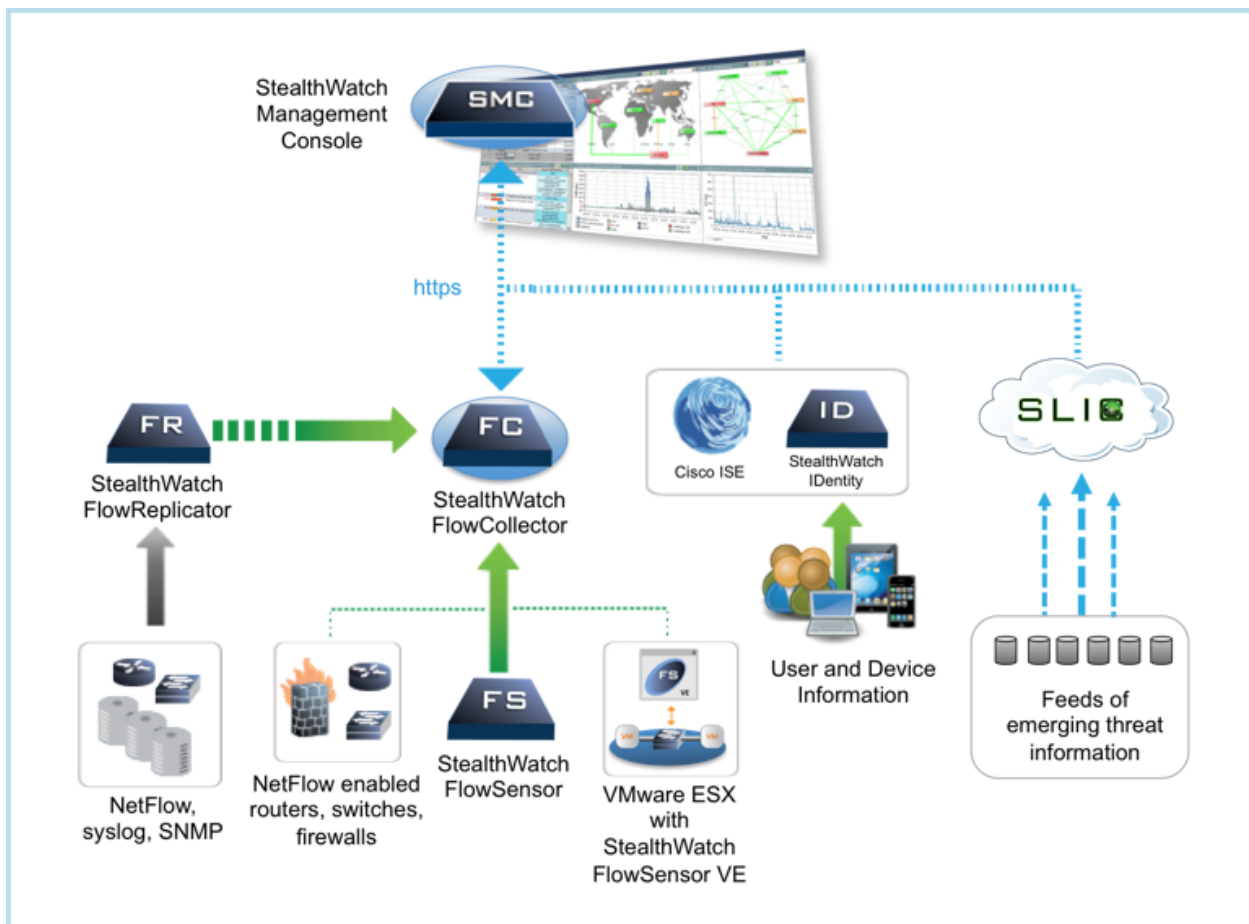 StealthWatch
Management
Console
SMC
https
FR
FC
Cisco ISE
ID
StealthWatch
IDentity
SLIC
StealthWatch
FlowReplicator
StealthWatch
FlowCollector
User and Device
Information
NetFlow,
syslog, SNMP
NetFlow enabled
routers, switches,
firewalls
FS
StealthWatch
FlowSensor
FS
VE
VM
VM
VMware ESX
with
StealthWatch
FlowSensor VE
Feeds of
emerging threat
information